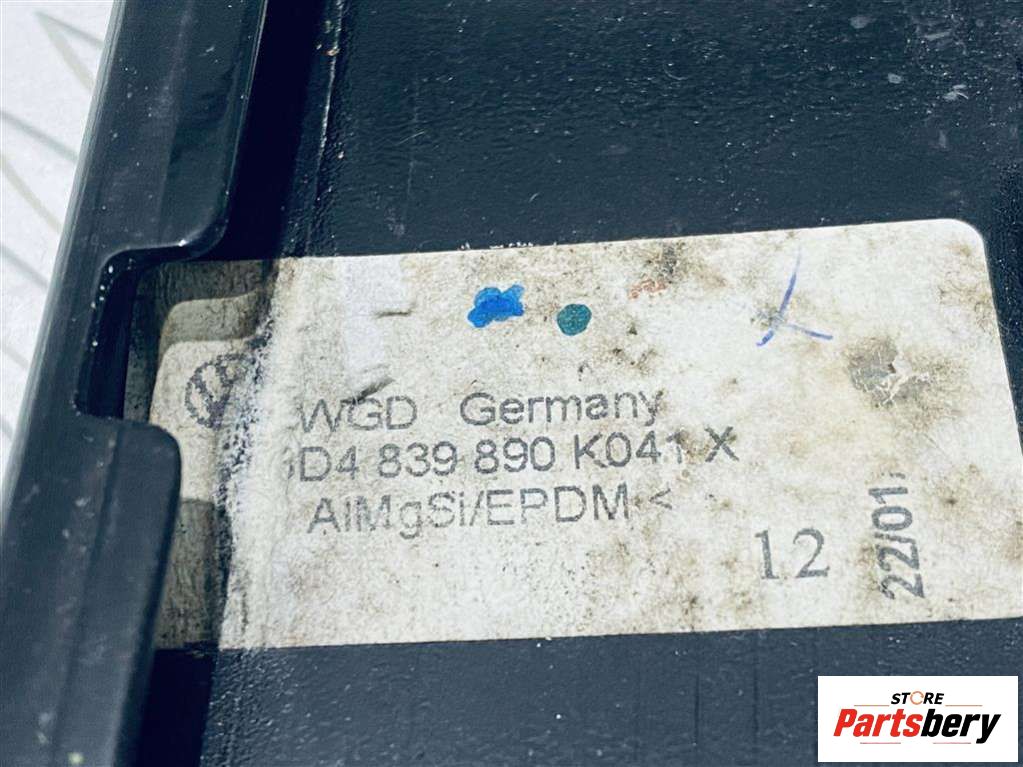 WGD Germany
D4 839 890 K041 X
AlMgSi/EPDM <
12
22/01
STORE
Partsbery